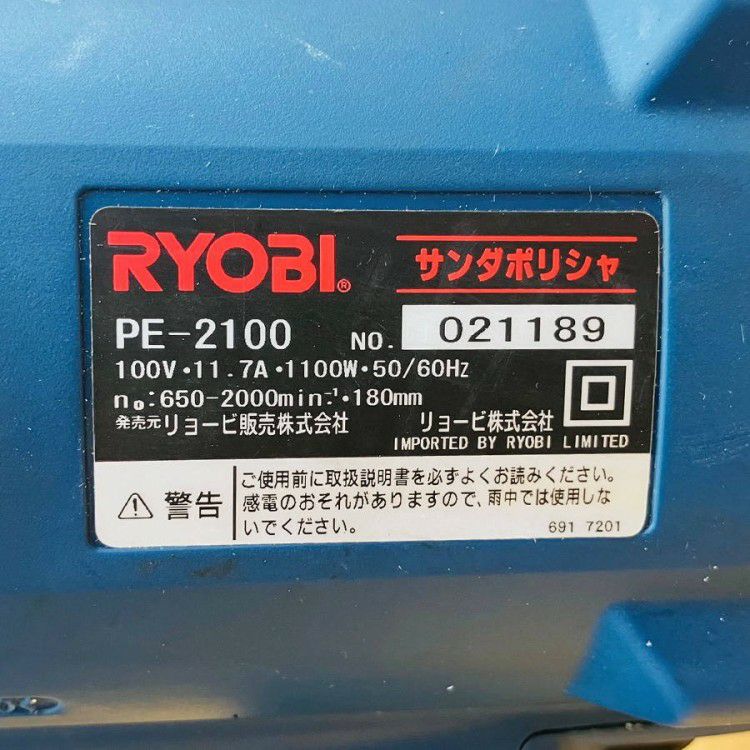 RYOBI®
サンダポリシャ
PE-2100 NO. 021189
100V・11.7A・1100W・50/60Hz
n₀:650-2000min⁻¹・180mm
発売元 リョービ販売株式会社 リョービ株式会社
IMPORTED BY RYOBI LIMITED
⚠ 警告
ご使用前に取扱説明書を必ずよくお読みください。
感電のおそれがありますので、雨中では使用しな
いでください。
691 7201